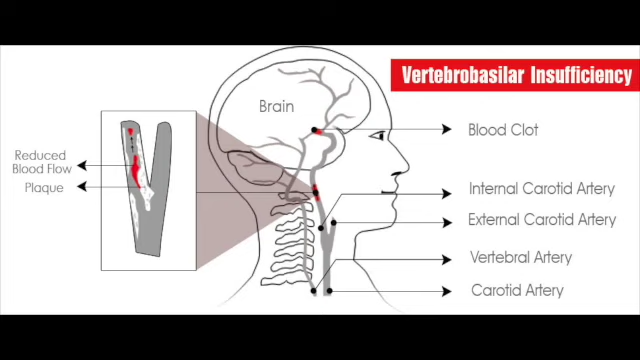 Vertebrobasilar Insufficiency
Brain
Blood Clot
Reduced
Blood Flow
Plaque
Internal Carotid Artery
External Carotid Artery
Vertebral Artery
Carotid Artery